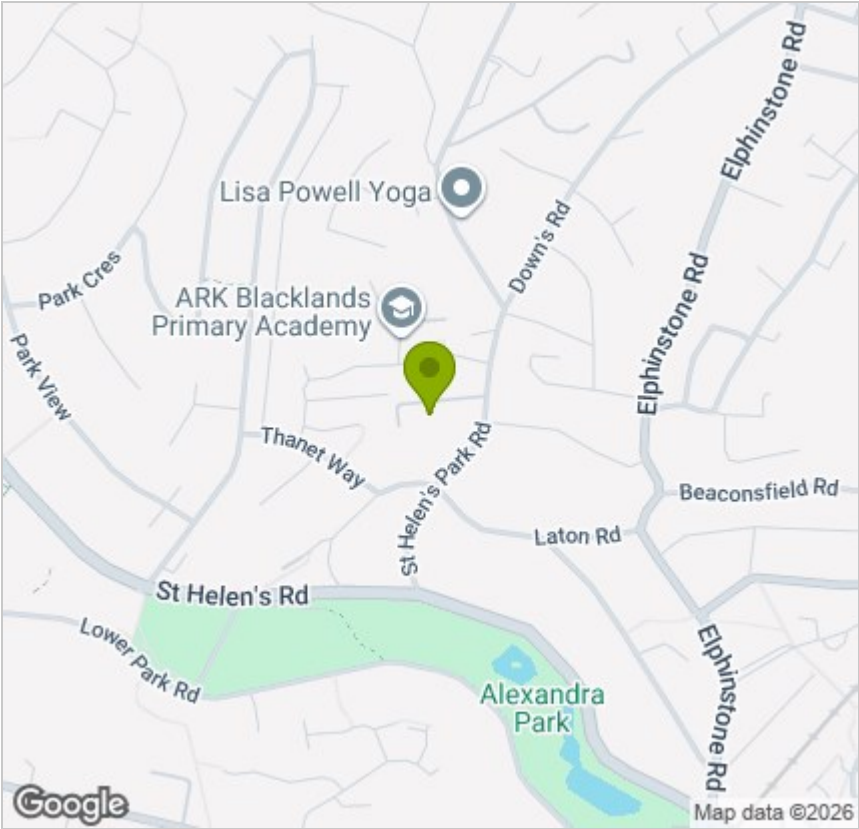 Elphinstone Rd
Lisa Powell Yoga
Down's Rd
Park Cres
ARK Blacklands
Primary Academy
Elphinstone Rd
Park View
Thanet Way
St Helen's Park Rd
Beaconsfield Rd
Laton Rd
St Helen's Rd
Lower Park Rd
Elphinstone Rd
Alexandra
Park
Google
Map data ©2026